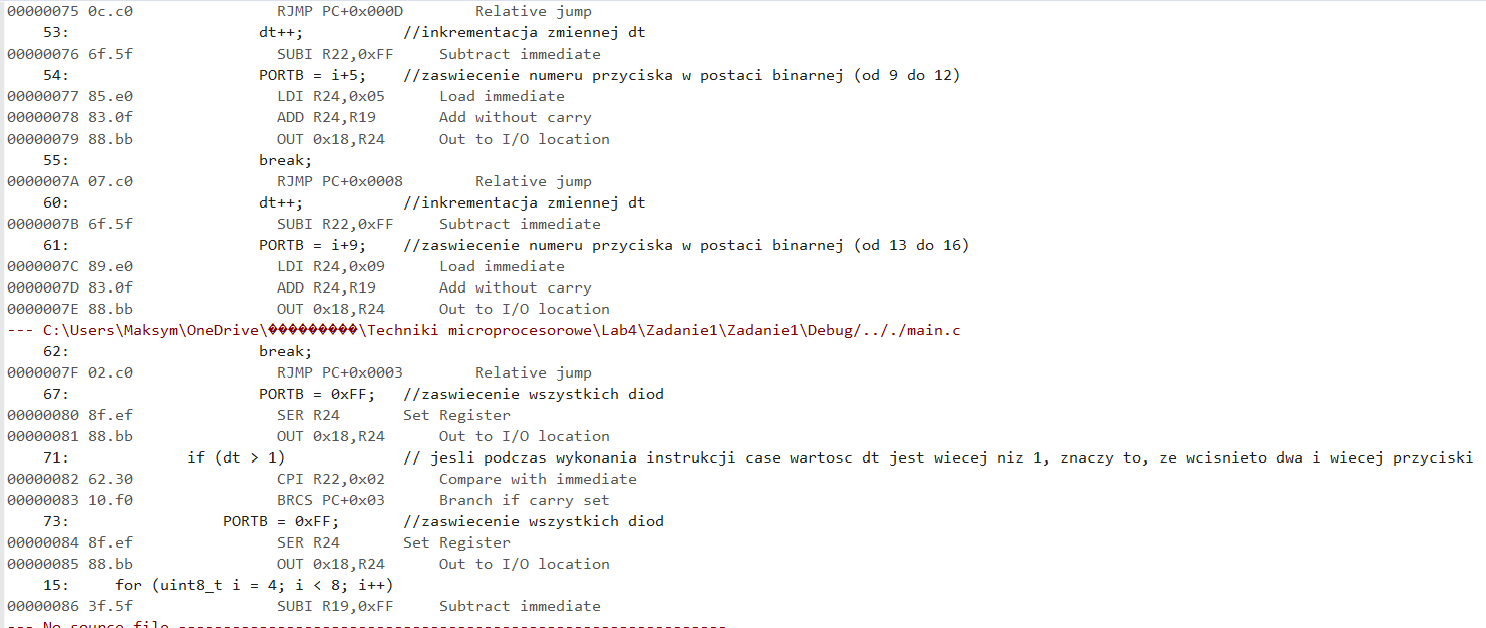 00000075 0c.c0 RJMP PC+0x000D Relative jump
53: dt++; //inkrementacja zmiennej dt
00000076 6f.5f SUBI R22,0xFF Subtract immediate
54: PORTB = i+5; //zaswiecenie numeru przyciska w postaci binarnej (od 9 do 12)
00000077 85.e0 LDI R24,0x05 Load immediate
00000078 83.0f ADD R24,R19 Add without carry
00000079 88.bb OUT 0x18,R24 Out to I/O location
55: break;
0000007A 07.c0 RJMP PC+0x0008 Relative jump
60: dt++; //inkrementacja zmiennej dt
0000007B 6f.5f SUBI R22,0xFF Subtract immediate
61: PORTB = i+9; //zaswiecenie numeru przyciska w postaci binarnej (od 13 do 16)
0000007C 89.e0 LDI R24,0x09 Load immediate
0000007D 83.0f ADD R24,R19 Add without carry
0000007E 88.bb OUT 0x18,R24 Out to I/O location
--- C:\Users\Maksym\OneDrive\���������\Techniki microprocesorowe\Lab4\Zadanie1\Zadanie1\Debug/.././main.c
62: break;
0000007F 02.c0 RJMP PC+0x0003 Relative jump
67: PORTB = 0xFF; //zaswiecenie wszystkich diod
00000080 8f.ef SER R24 Set Register
00000081 88.bb OUT 0x18,R24 Out to I/O location
71: if (dt > 1) // jesli podczas wykonania instrukcji case wartosc dt jest wiecej niz 1, znaczy to, ze wcisnieto dwa i wiecej przyciski
00000082 62.30 CPI R22,0x02 Compare with immediate
00000083 10.f0 BRCS PC+0x03 Branch if carry set
73: PORTB = 0xFF; //zaswiecenie wszystkich diod
00000084 8f.ef SER R24 Set Register
00000085 88.bb OUT 0x18,R24 Out to I/O location
15: for (uint8_t i = 4; i < 8; i++)
00000086 3f.5f SUBI R19,0xFF Subtract immediate
--- No source file -------------------------------------------------------------